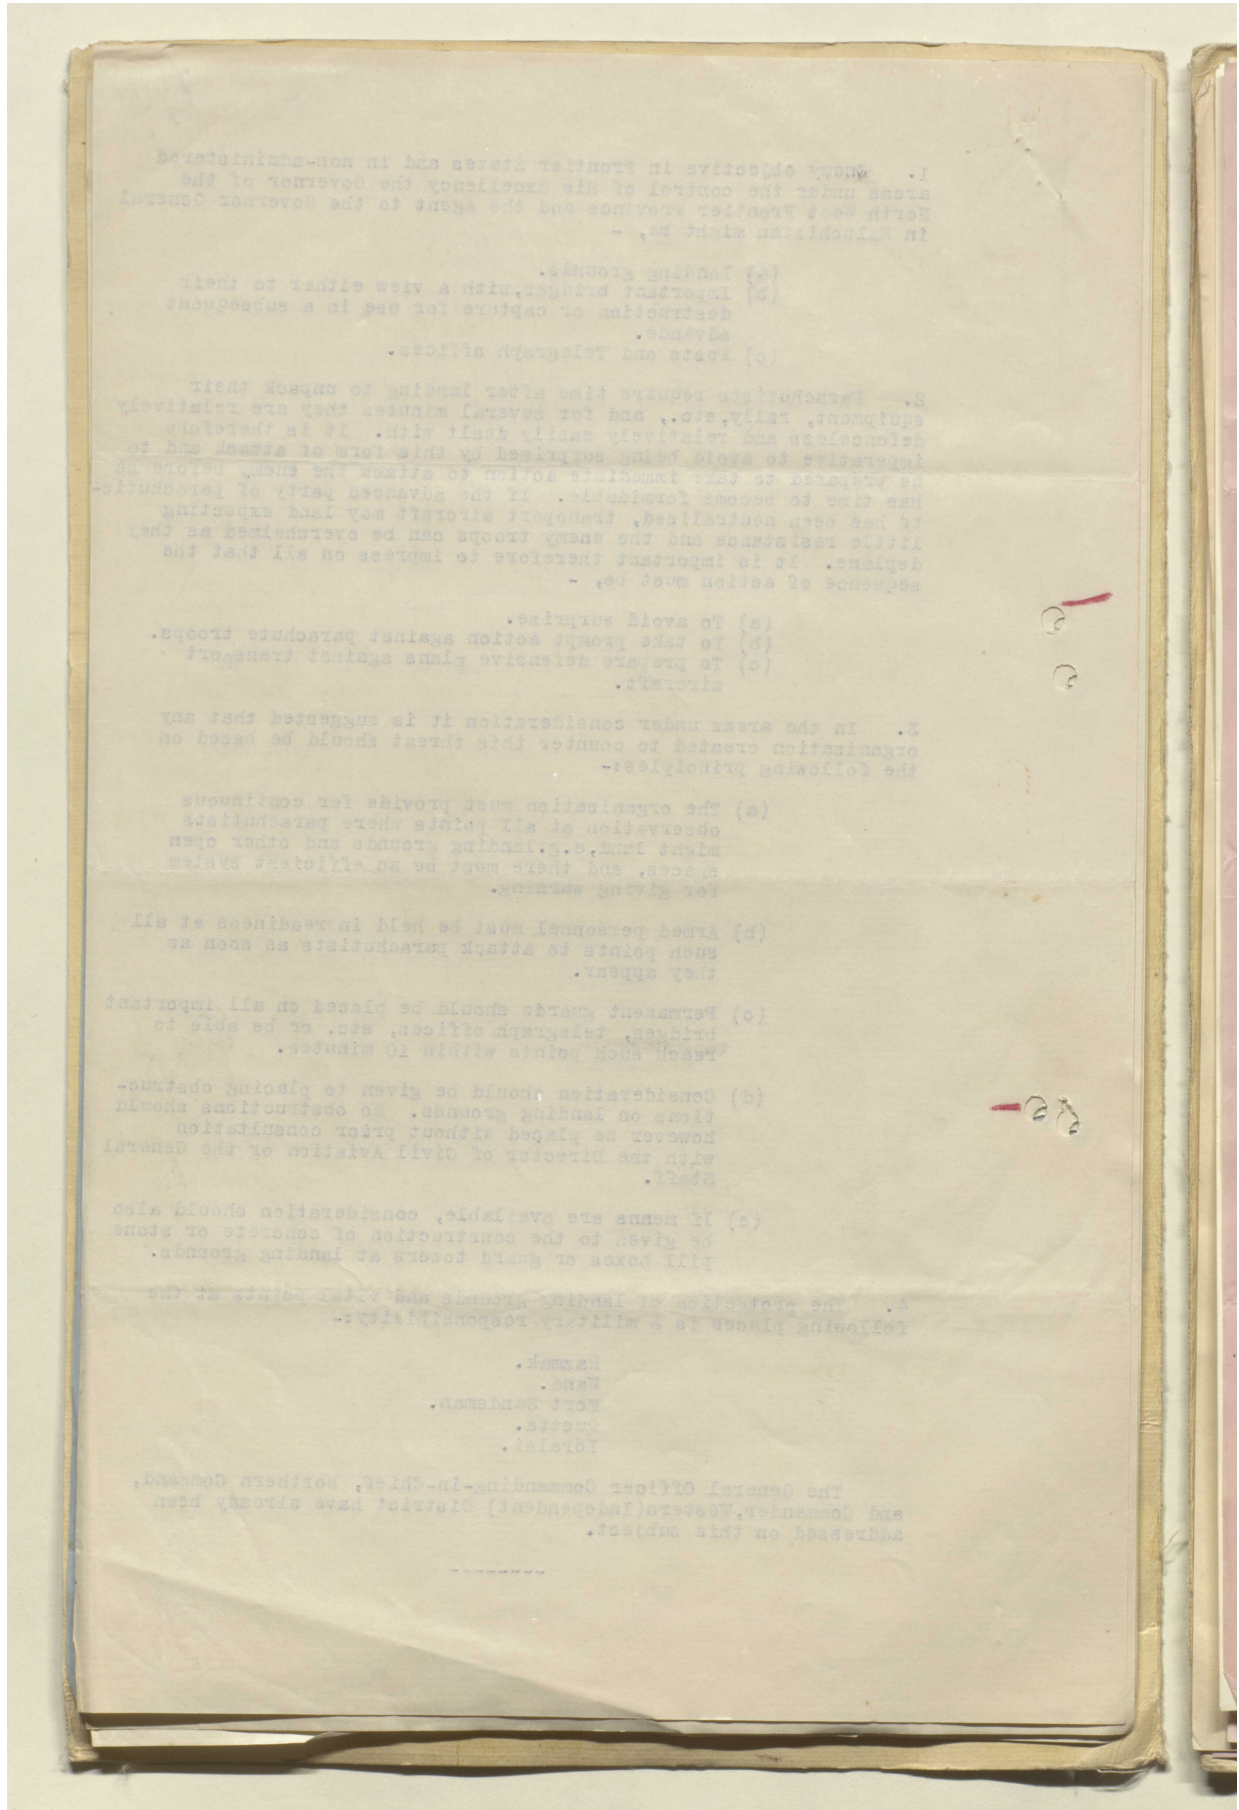 1. Enemy objective in Frontier States and in non-administered
areas under the control of His Excellency the Governor of the
North West Frontier Province and the Agent to the Governor General
in Baluchistan might be, -
(a) Landing grounds.
(b) Important bridges, with a view either to their
destruction or capture for use in a subsequent
advance.
(c) Posts and Telegraph offices.
2. Parachutists require time after landing to unpack their
equipment, rally, etc., and for several minutes they are relatively
defenceless and relatively easily dealt with. It is therefore
imperative to avoid being surprised by this form of attack and to
be prepared to take immediate action to attack the enemy before he
has time to become formidable. If the advanced party of parachutis-
ts has been neutralised, transport aircraft may land expecting
little resistance and the enemy troops can be overwhelmed as they
deplane. It is important therefore to impress on all that the
sequence of action must be, -
(a) To avoid surprise.
(b) To take prompt action against parachute troops.
(c) To prepare defensive plans against transport
aircraft.
3. In the areas under consideration it is suggested that any
organisation created to counter this threat should be based on
the following principles:-
(a) The organisation must provide for continuous
observation at all points where parachutists
might land, e.g. landing grounds and other open
spaces, and there must be an efficient system
for giving warning.
(b) Armed personnel must be held in readiness at all
such points to attack parachutists as soon as
they appear.
(c) Permanent guards should be placed on all important
bridges, telegraph offices, etc. or be able to
reach such points within 10 minutes.
(d) Consideration should be given to placing obstruc-
tions on landing grounds. No obstructions should
however be placed without prior consultation
with the Director of Civil Aviation or the General
Staff.
(e) If means are available, consideration should also
be given to the construction of concrete or stone
pill boxes or guard towers at landing grounds.
4. The protection of landing grounds and vital points at the
following places is a military responsibility:-
Razmak.
Wana.
Fort Sandeman.
Quetta.
Loralai.
The General Officer Commanding-in-Chief, Northern Command,
and Commander, Western (Independent) District have already been
addressed on this subject.